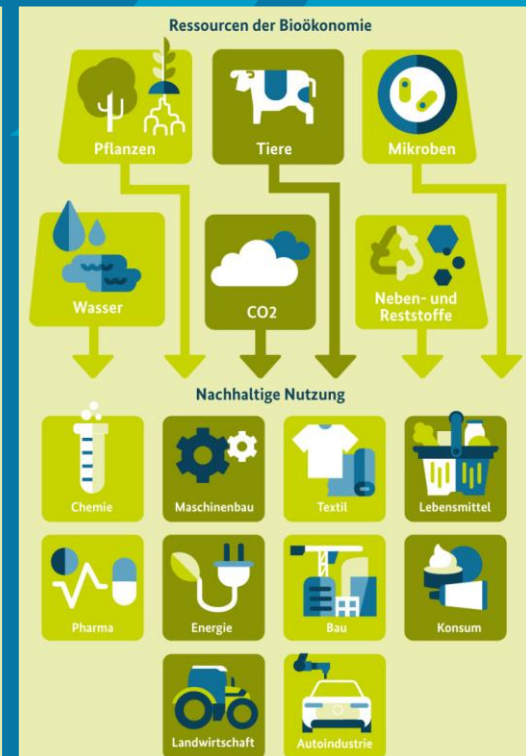 Ressourcen der Bioökonomie
Pflanzen
Tiere
Mikroben
Wasser
CO2
Neben- und
Reststoffe
Nachhaltige Nutzung
Chemie
Maschinenbau
Textil
Lebensmittel
Pharma
Energie
Bau
Konsum
Landwirtschaft
Autoindustrie